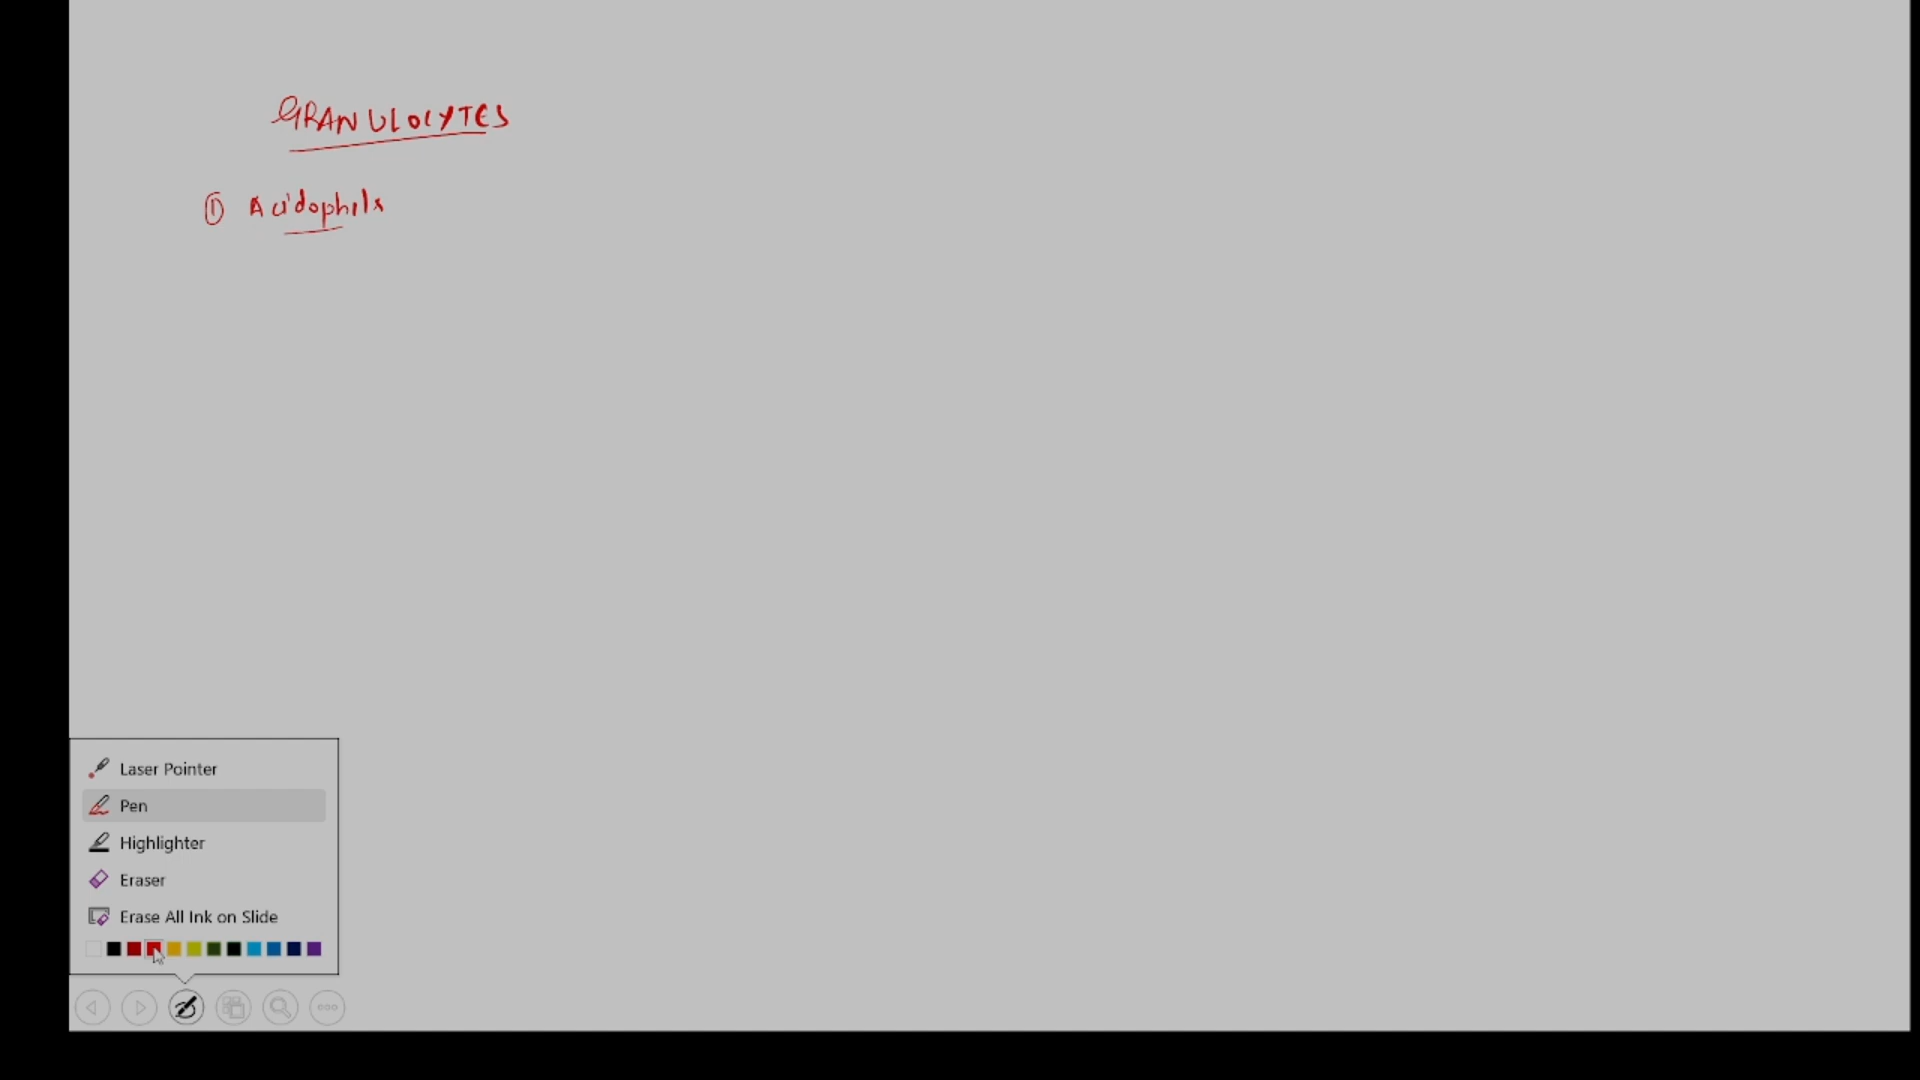 GRANULOCYTES
① Acidophils
Laser Pointer
Pen
Highlighter
Eraser
Erase All Ink on Slide